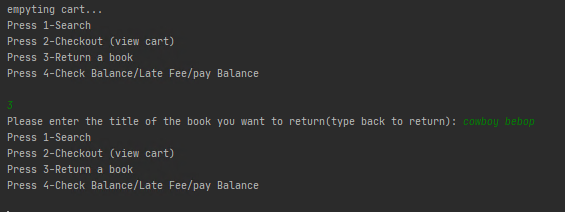 empyting cart...
Press 1-Search
Press 2-Checkout (view cart)
Press 3-Return a book
Press 4-Check Balance/Late Fee/pay Balance
3
Please enter the title of the book you want to return(type back to return): cowboy bebop
Press 1-Search
Press 2-Checkout (view cart)
Press 3-Return a book
Press 4-Check Balance/Late Fee/pay Balance